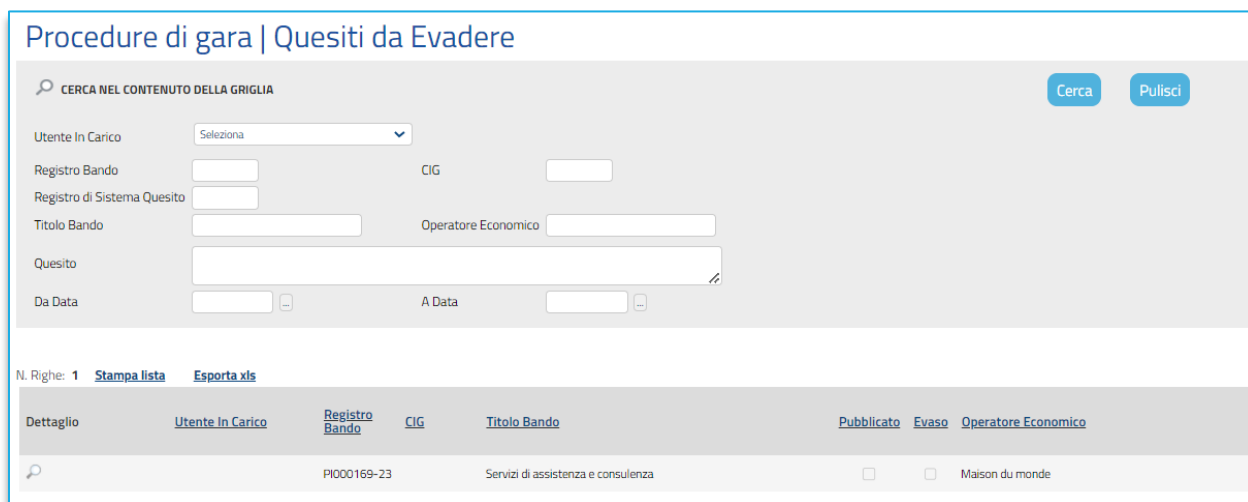 Procedure di gara | Quesiti da Evadere
CERCA NEL CONTENUTO DELLA GRIGLIA
Cerca
Pulisci
Utente In Carico
Seleziona
Registro Bando
CIG
Registro di Sistema Quesito
Titolo Bando
Operatore Economico
Quesito
Da Data
...
A Data
...
N. Righe: 1 Stampa lista Esporta xls
Dettaglio Utente In Carico Registro Bando CIG Titolo Bando Pubblicato Evaso Operatore Economico
PI000169-23 Servizi di assistenza e consulenza Maison du monde